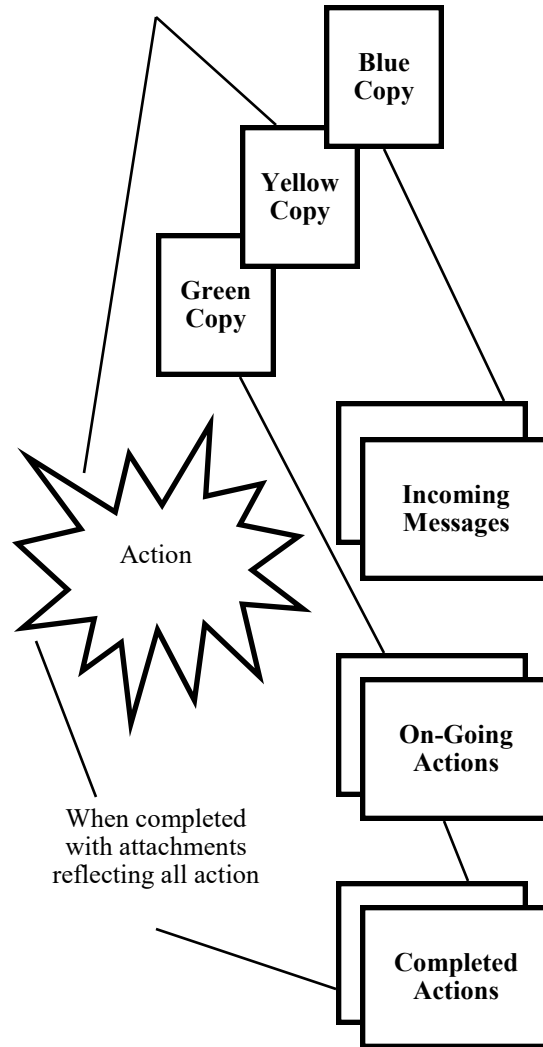 Blue
Copy
Yellow
Copy
Green
Copy
Incoming
Messages
Action
On-Going
Actions
When completed
with attachments
reflecting all action
Completed
Actions